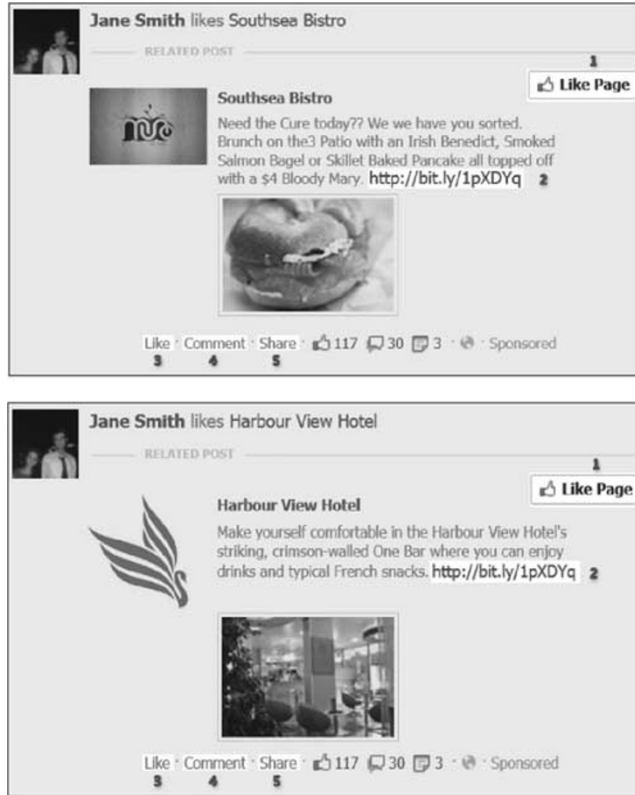 Jane Smith likes Southsea Bistro
RELATED POST
1
Like Page
Southsea Bistro
Need the Cure today?? We we have you sorted.
Brunch on the3 Patio with an Irish Benedict, Smoked
Salmon Bagel or Skillet Baked Pancake all topped off
with a $4 Bloody Mary. http://bit.ly/1pXDYq 2
Like · Comment · Share · 117 30 3 · · Sponsored
3 4 5
Jane Smith likes Harbour View Hotel
RELATED POST
1
Like Page
Harbour View Hotel
Make yourself comfortable in the Harbour View Hotel's
striking, crimson-walled One Bar where you can enjoy
drinks and typical French snacks. http://bit.ly/1pXDYq 2
Like · Comment · Share · 117 30 3 · · Sponsored
3 4 5